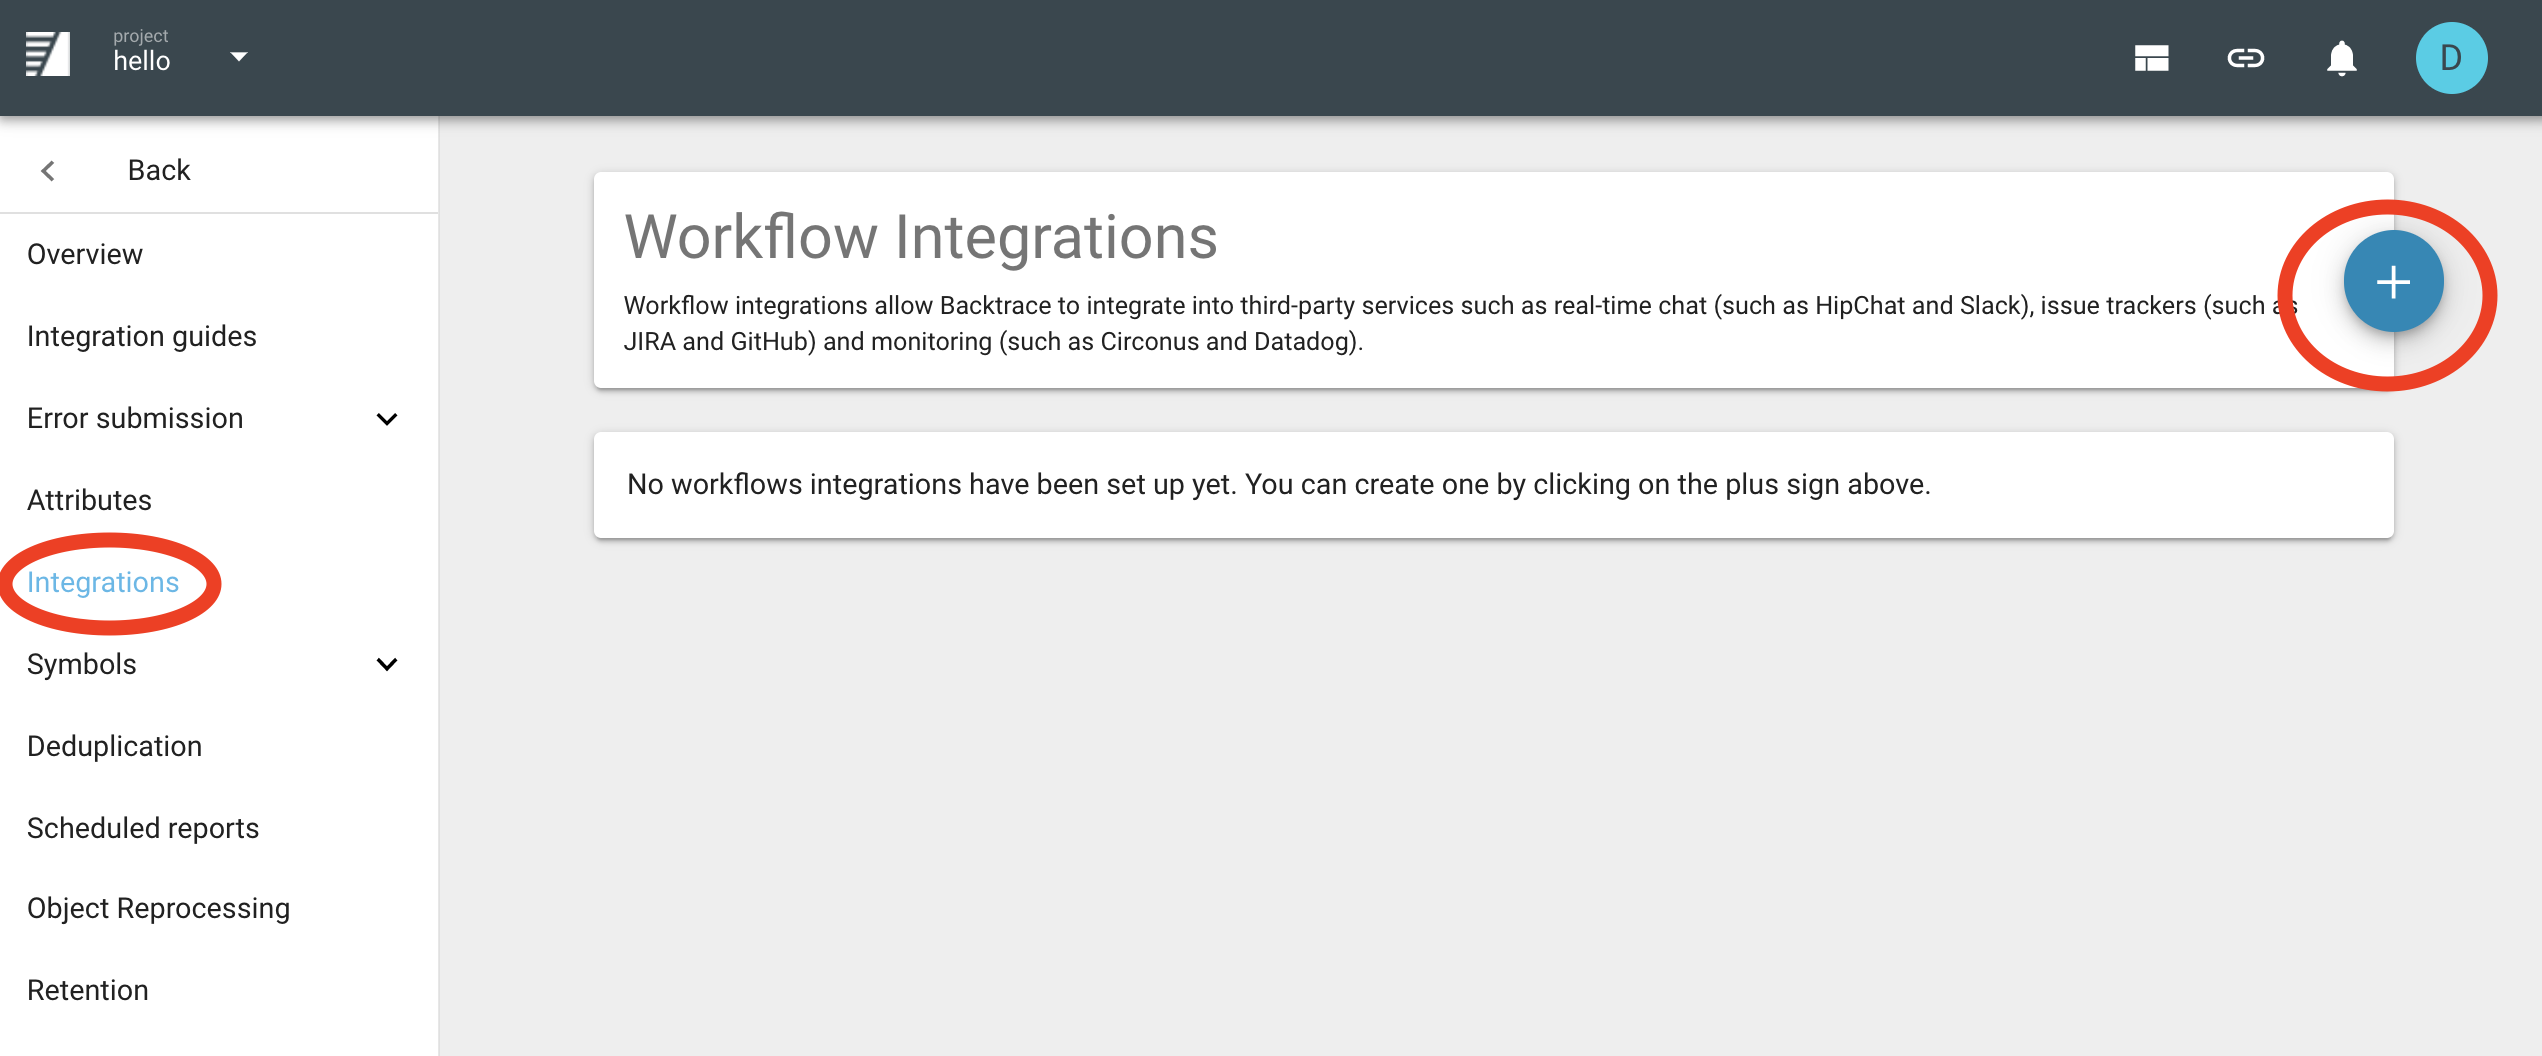 project
hello
D
Back
Overview
Integration guides
Error submission
Attributes
Integrations
Symbols
Deduplication
Scheduled reports
Object Reprocessing
Retention
Workflow Integrations
Workflow integrations allow Backtrace to integrate into third-party services such as real-time chat (such as HipChat and Slack), issue trackers (such as
JIRA and GitHub) and monitoring (such as Circonus and Datadog).
No workflows integrations have been set up yet. You can create one by clicking on the plus sign above.